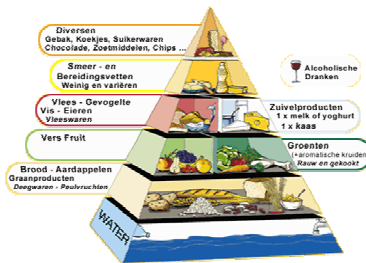 Diversen
Gebak, Koekjes, Suikerwaren
Chocolade, Zoetmiddelen, Chips ...
Smeer - en
Bereidingsvetten
Weinig en variëren
Alcoholische
Dranken
Vlees - Gevogelte
Vis - Eieren
Vleeswaren
Zuivelproducten
1 x melk of yoghurt
1 x kaas
Vers Fruit
Groenten
(+aromatische kruiden
Rauw en gekookt
Brood - Aardappelen
Graanproducten
Deegwaren - Peulvruchten
WATER